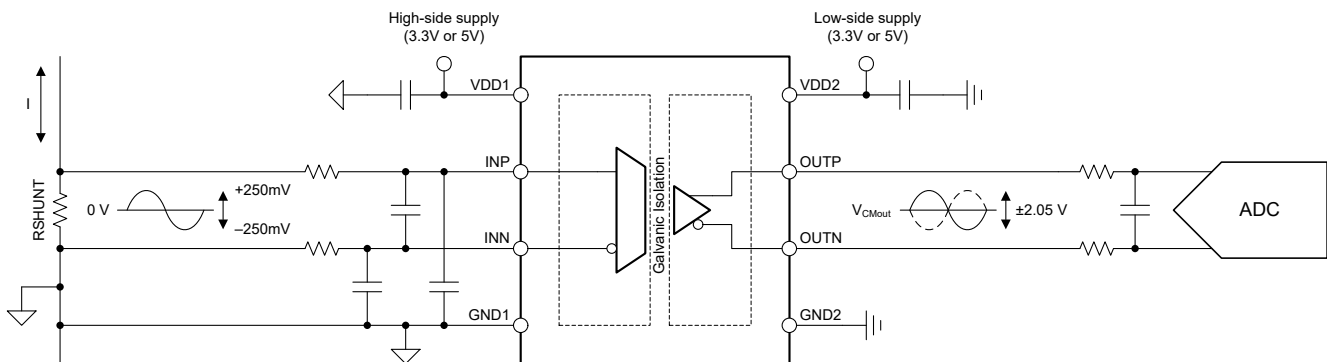 High-side supply
(3.3V or 5V)
Low-side supply
(3.3V or 5V)
VDD1
VDD2
I
INP
OUTP
RSHUNT
0 V
+250mV
–250mV
Galvanic Isolation
VCMout
±2.05 V
ADC
INN
OUTN
GND1
GND2